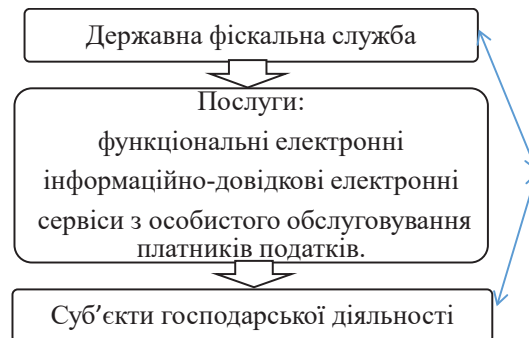 Державна фіскальна служба
Послуги:
функціональні електронні
інформаційно-довідкові електронні
сервіси з особистого обслуговування
платників податків.
Суб’єкти господарської діяльності